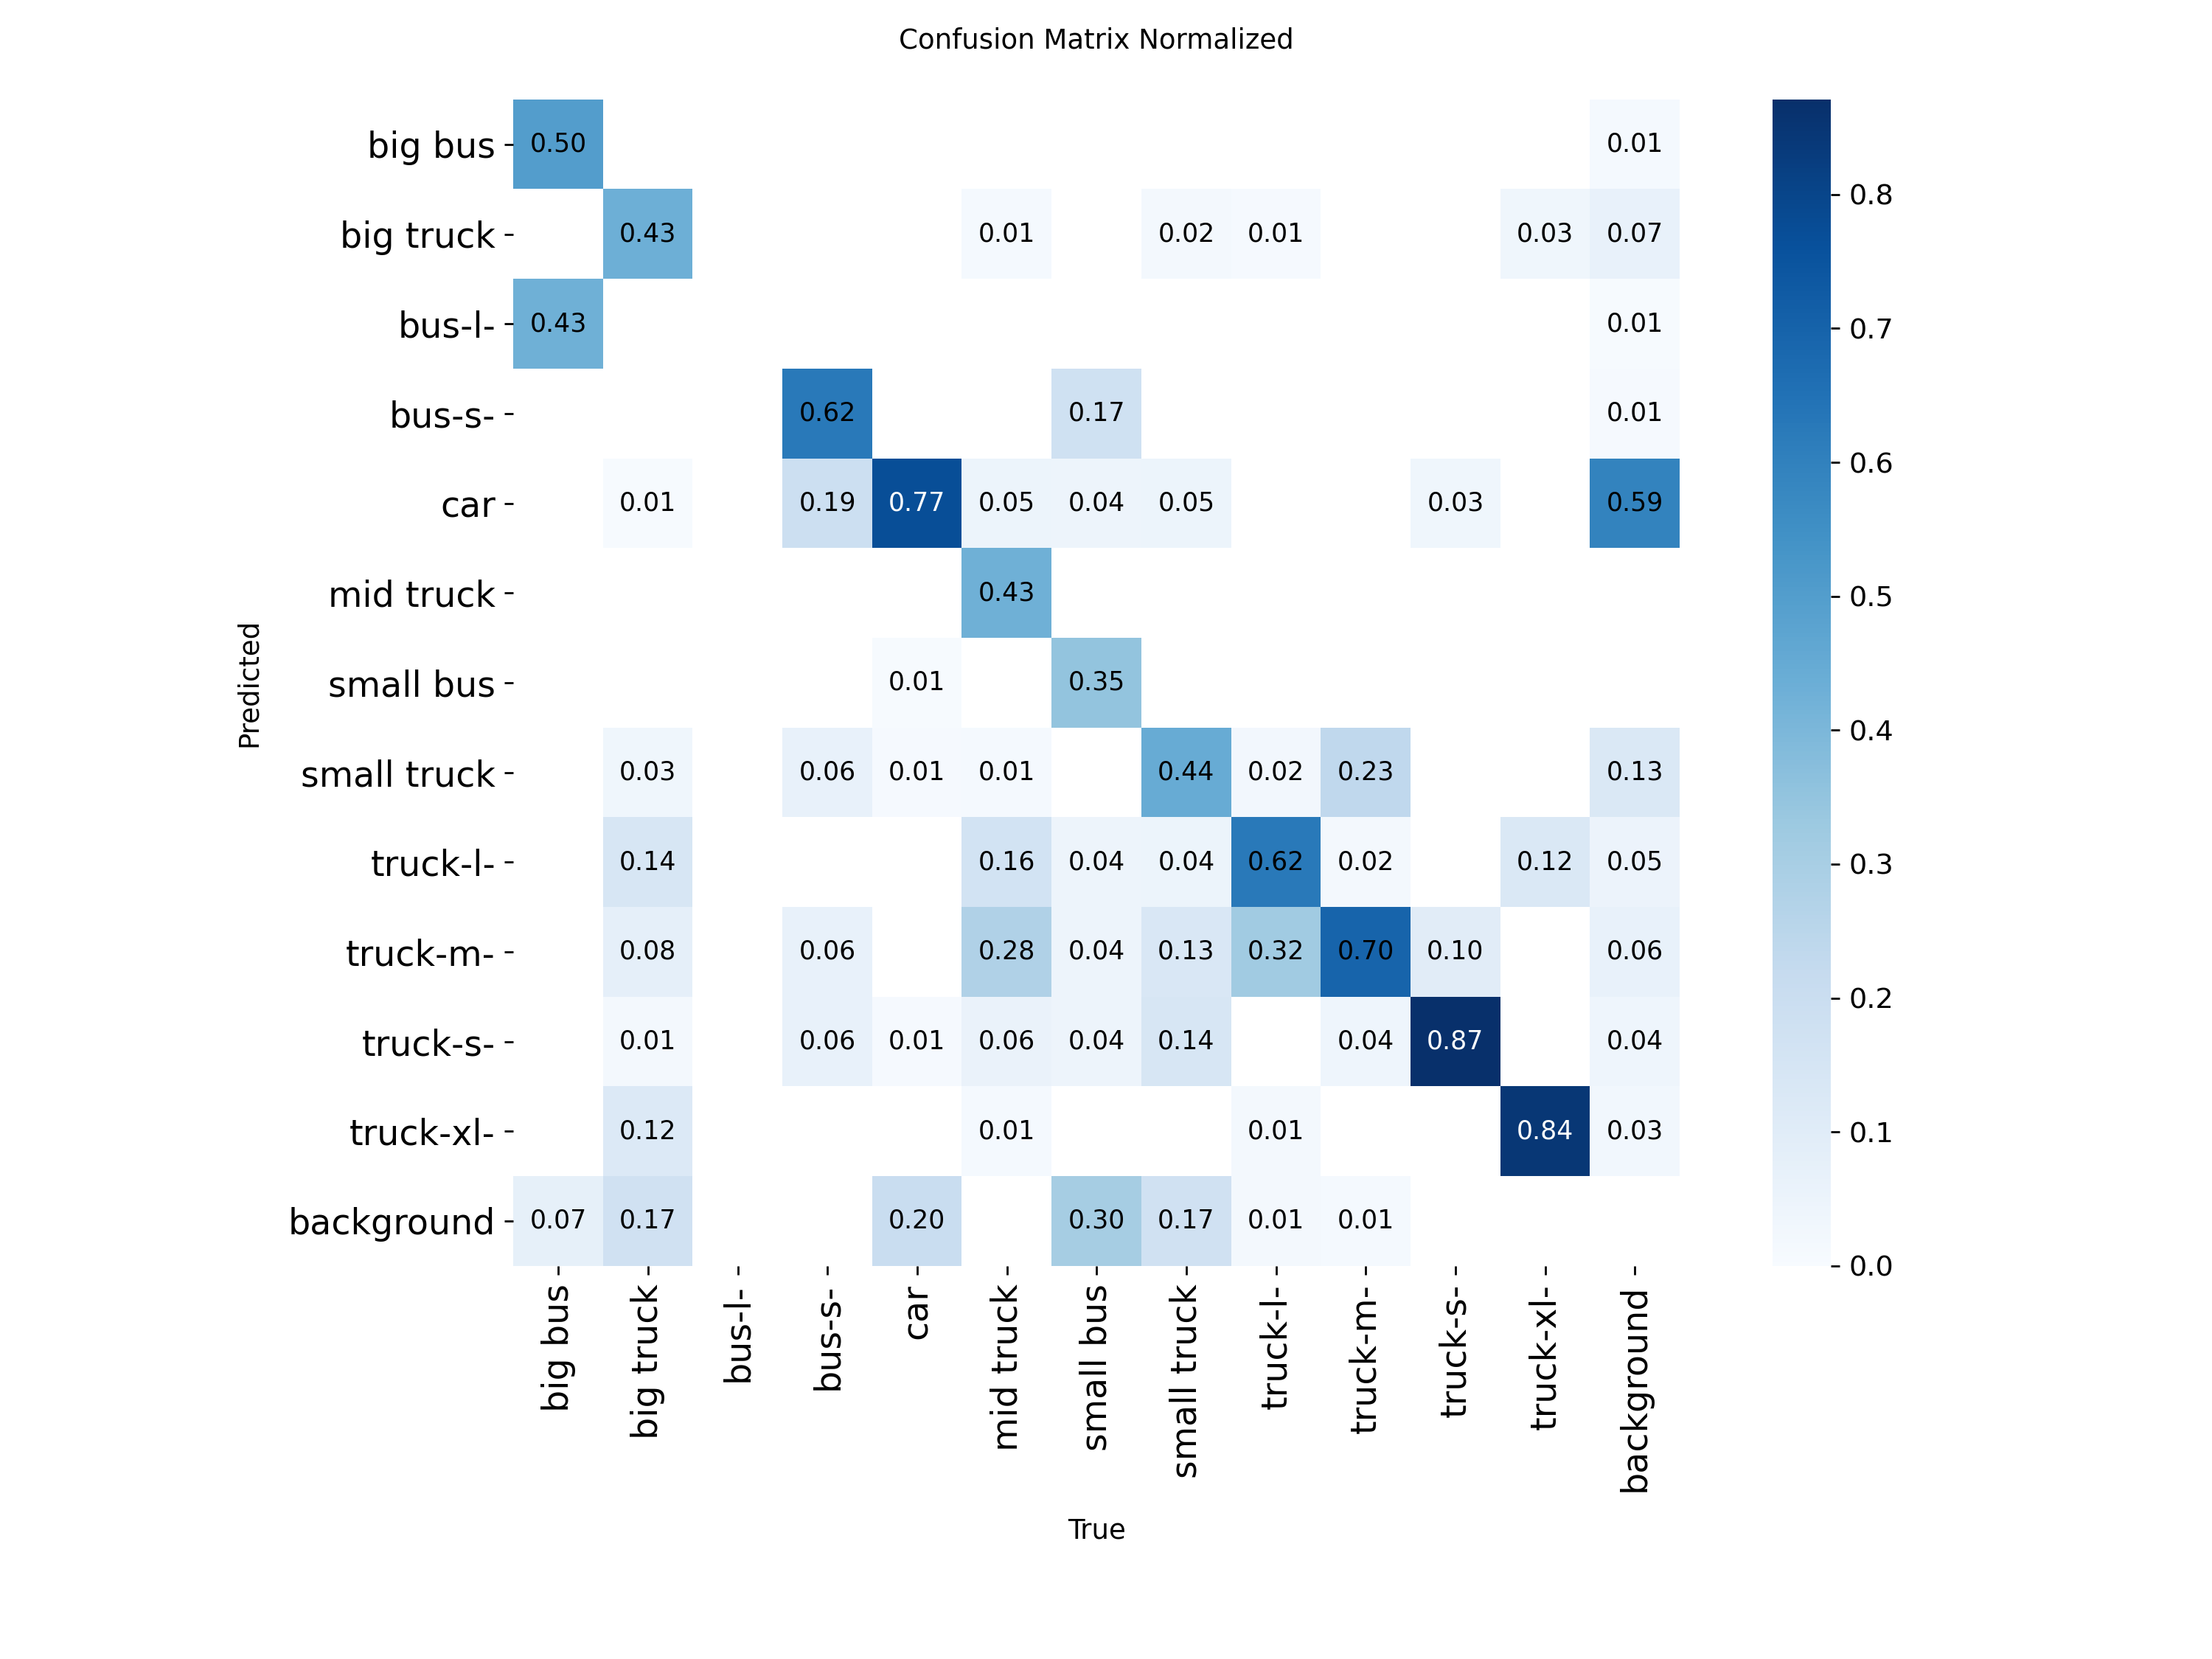 Confusion Matrix Normalized
big bus 0.50 0.01
big truck 0.43 0.01 0.02 0.01 0.03 0.07
bus-l- 0.43 0.01
bus-s- 0.62 0.17 0.01
car 0.01 0.19 0.77 0.05 0.04 0.05 0.03 0.59
mid truck 0.43
small bus 0.01 0.35
small truck 0.03 0.06 0.01 0.01 0.44 0.02 0.23 0.13
truck-l- 0.14 0.16 0.04 0.04 0.62 0.02 0.12 0.05
truck-m- 0.08 0.06 0.28 0.04 0.13 0.32 0.70 0.10 0.06
truck-s- 0.01 0.06 0.01 0.06 0.04 0.14 0.04 0.87 0.04
truck-xl- 0.12 0.01 0.01 0.84 0.03
background 0.07 0.17 0.20 0.30 0.17 0.01 0.01
big bus
big truck
bus-l-
bus-s-
car
mid truck
small bus
small truck
truck-l-
truck-m-
truck-s-
truck-xl-
background
True
Predicted
0.8
0.7
0.6
0.5
0.4
0.3
0.2
0.1
0.0